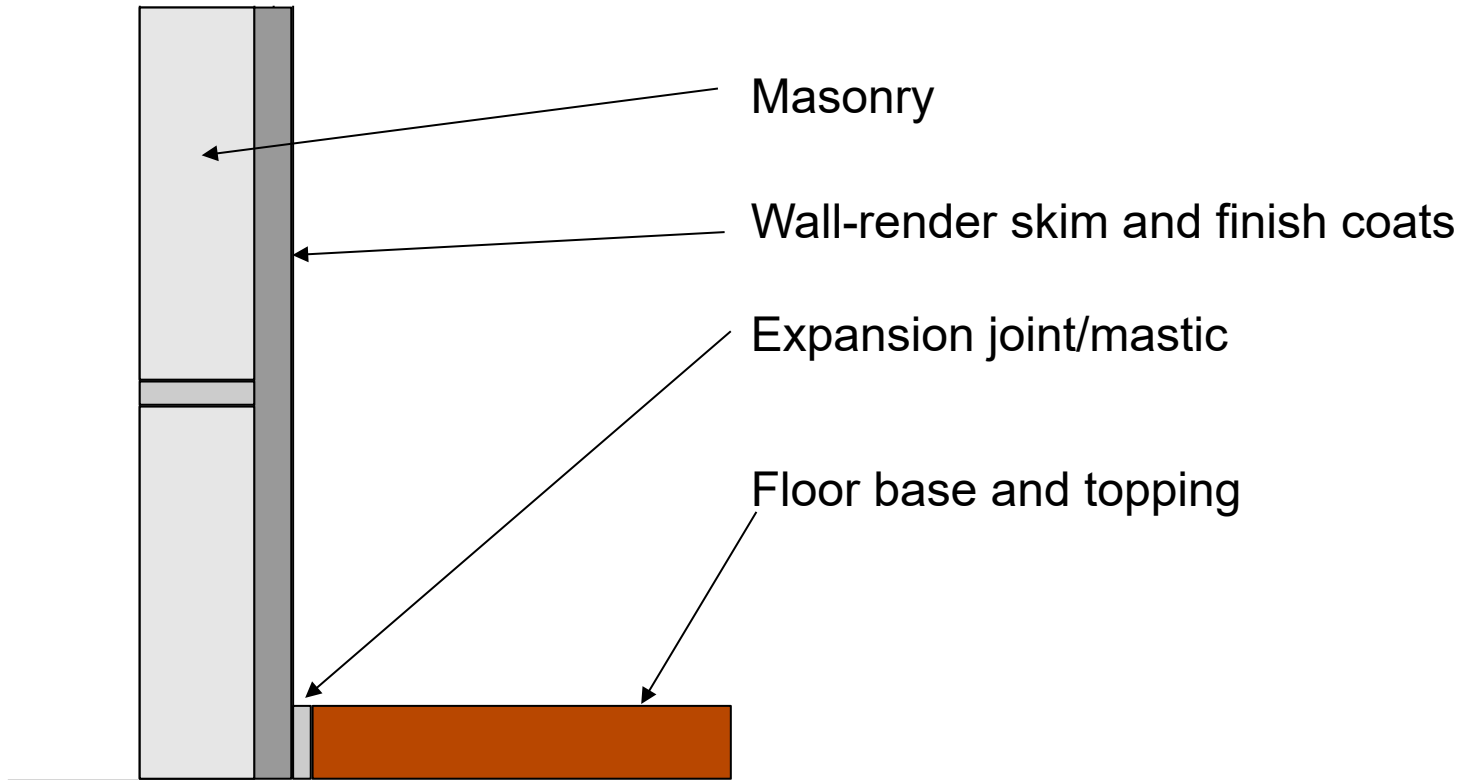 Masonry
Wall-render skim and finish coats
Expansion joint/mastic
Floor base and topping